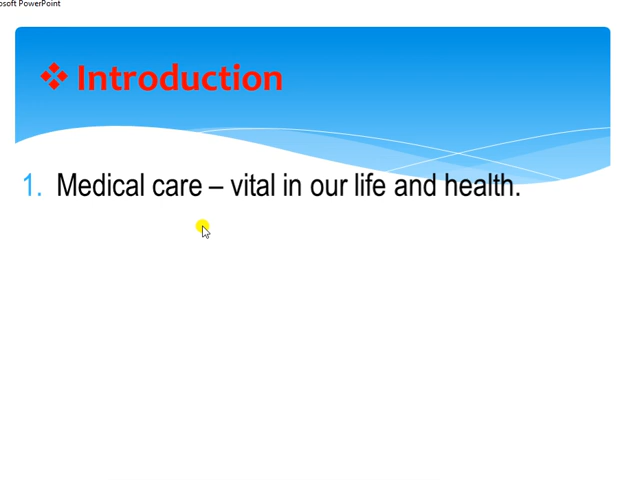 osoft PowerPoint
❖ Introduction
1. Medical care – vital in our life and health.